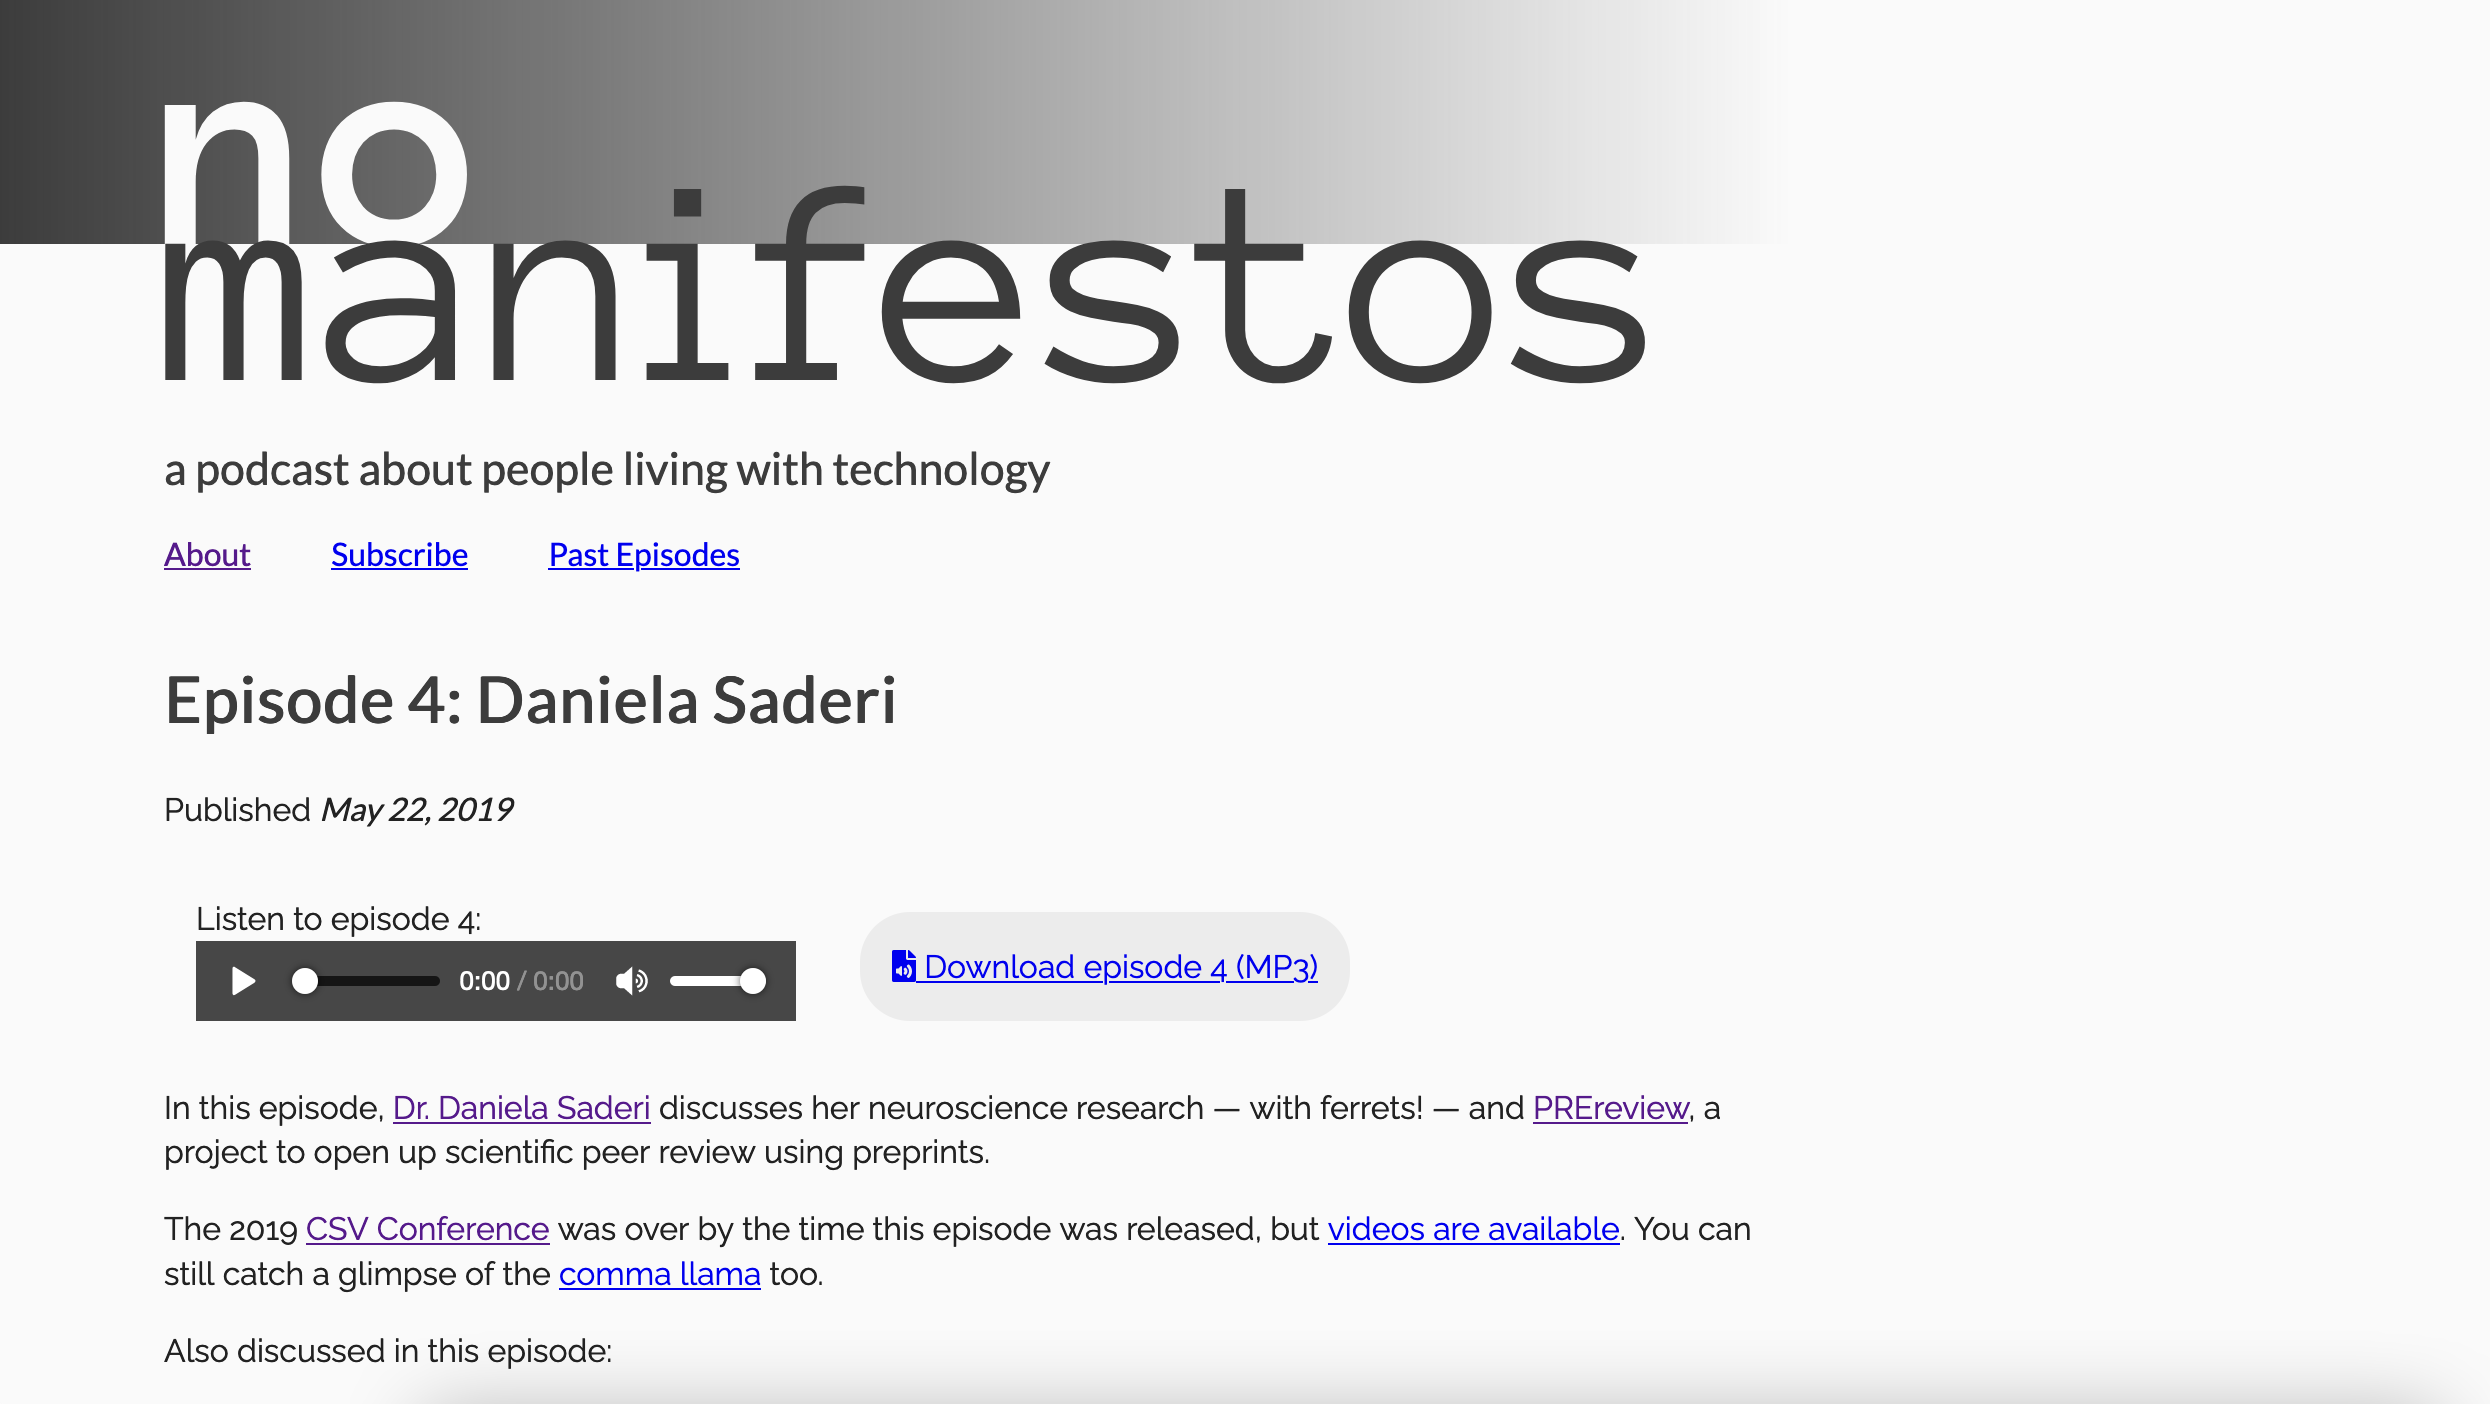 no
manifestos
a podcast about people living with technology
About Subscribe Past Episodes
Episode 4: Daniela Saderi
Published May 22, 2019
Listen to episode 4:
0:00 / 0:00
Download episode 4 (MP3)
In this episode, Dr. Daniela Saderi discusses her neuroscience research — with ferrets! — and PREreview, a
project to open up scientific peer review using preprints.
The 2019 CSV Conference was over by the time this episode was released, but videos are available. You can
still catch a glimpse of the comma llama too.
Also discussed in this episode: